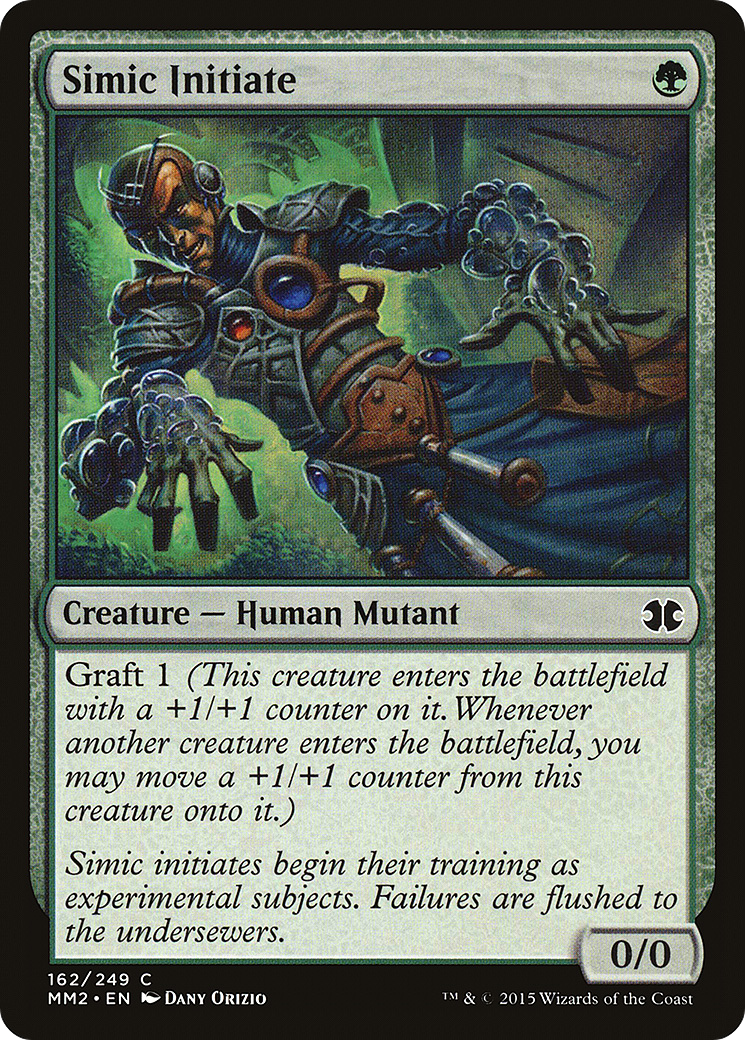 Simic Initiate
Creature — Human Mutant
Graft 1 (This creature enters the battlefield
with a +1/+1 counter on it. Whenever
another creature enters the battlefield, you
may move a +1/+1 counter from this
creature onto it.)
Simic initiates begin their training as
experimental subjects. Failures are flushed to
the undersewers.
0/0
162/249 C
MM2 • EN Dany Orizio
™ & © 2015 Wizards of the Coast